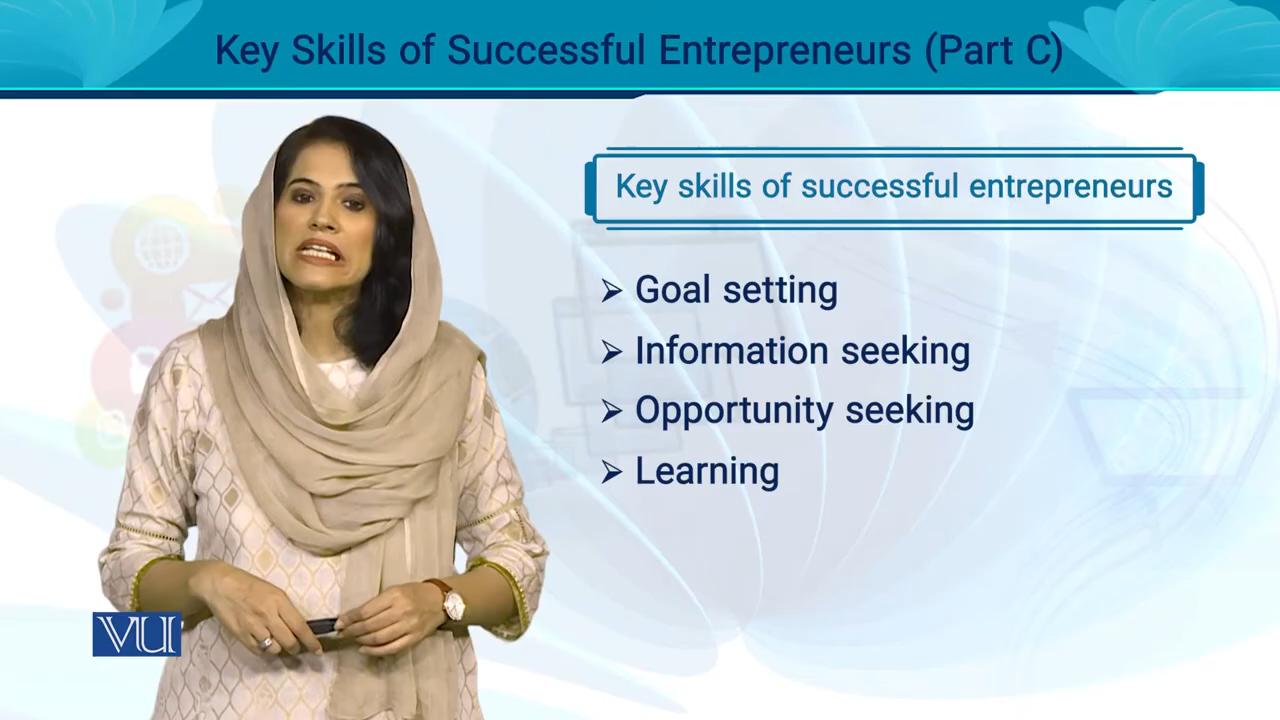 Key Skills of Successful Entrepreneurs (Part C)
Key skills of successful entrepreneurs
➢ Goal setting
➢ Information seeking
➢ Opportunity seeking
➢ Learning
VU